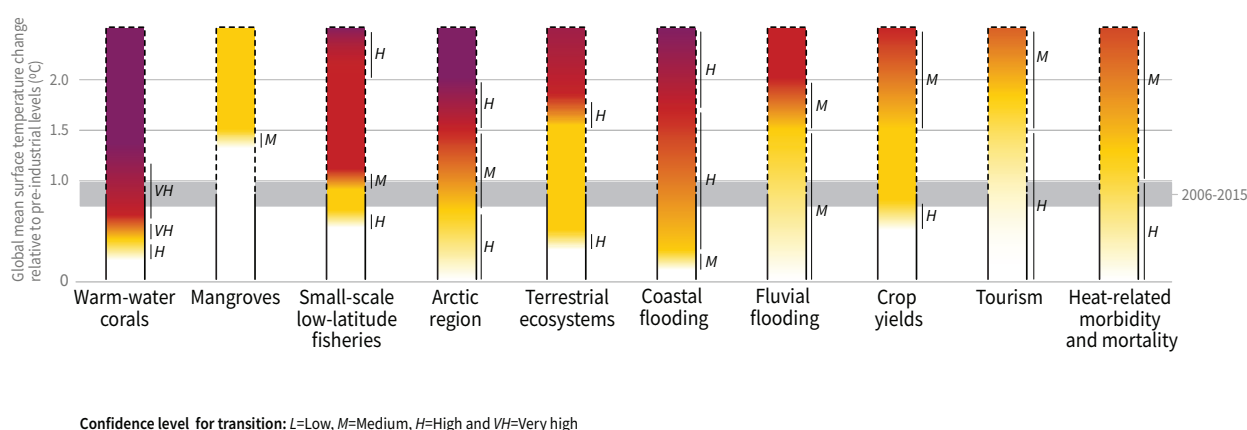 Global mean surface temperature change
relative to pre-industrial levels (ºC)
2.0
1.5
1.0
0
H
H
H
H
M
M
M
H
M
M
H
VH
VH
H
M
H
M
H
H
H
M
M
H
H
H
2006-2015
Warm-water
corals
Mangroves
Small-scale
low-latitude
fisheries
Arctic
region
Terrestrial
ecosystems
Coastal
flooding
Fluvial
flooding
Crop
yields
Tourism
Heat-related
morbidity
and mortality
Confidence level for transition: L=Low, M=Medium, H=High and VH=Very high